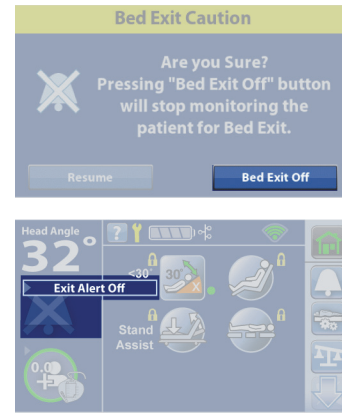 Bed Exit Caution
Are you Sure?
Pressing "Bed Exit Off" button
will stop monitoring the
patient for Bed Exit.
Resume
Bed Exit Off
Head Angle
32°
?
<30°
30°
X
Exit Alert Off
Stand
Assist
0.0